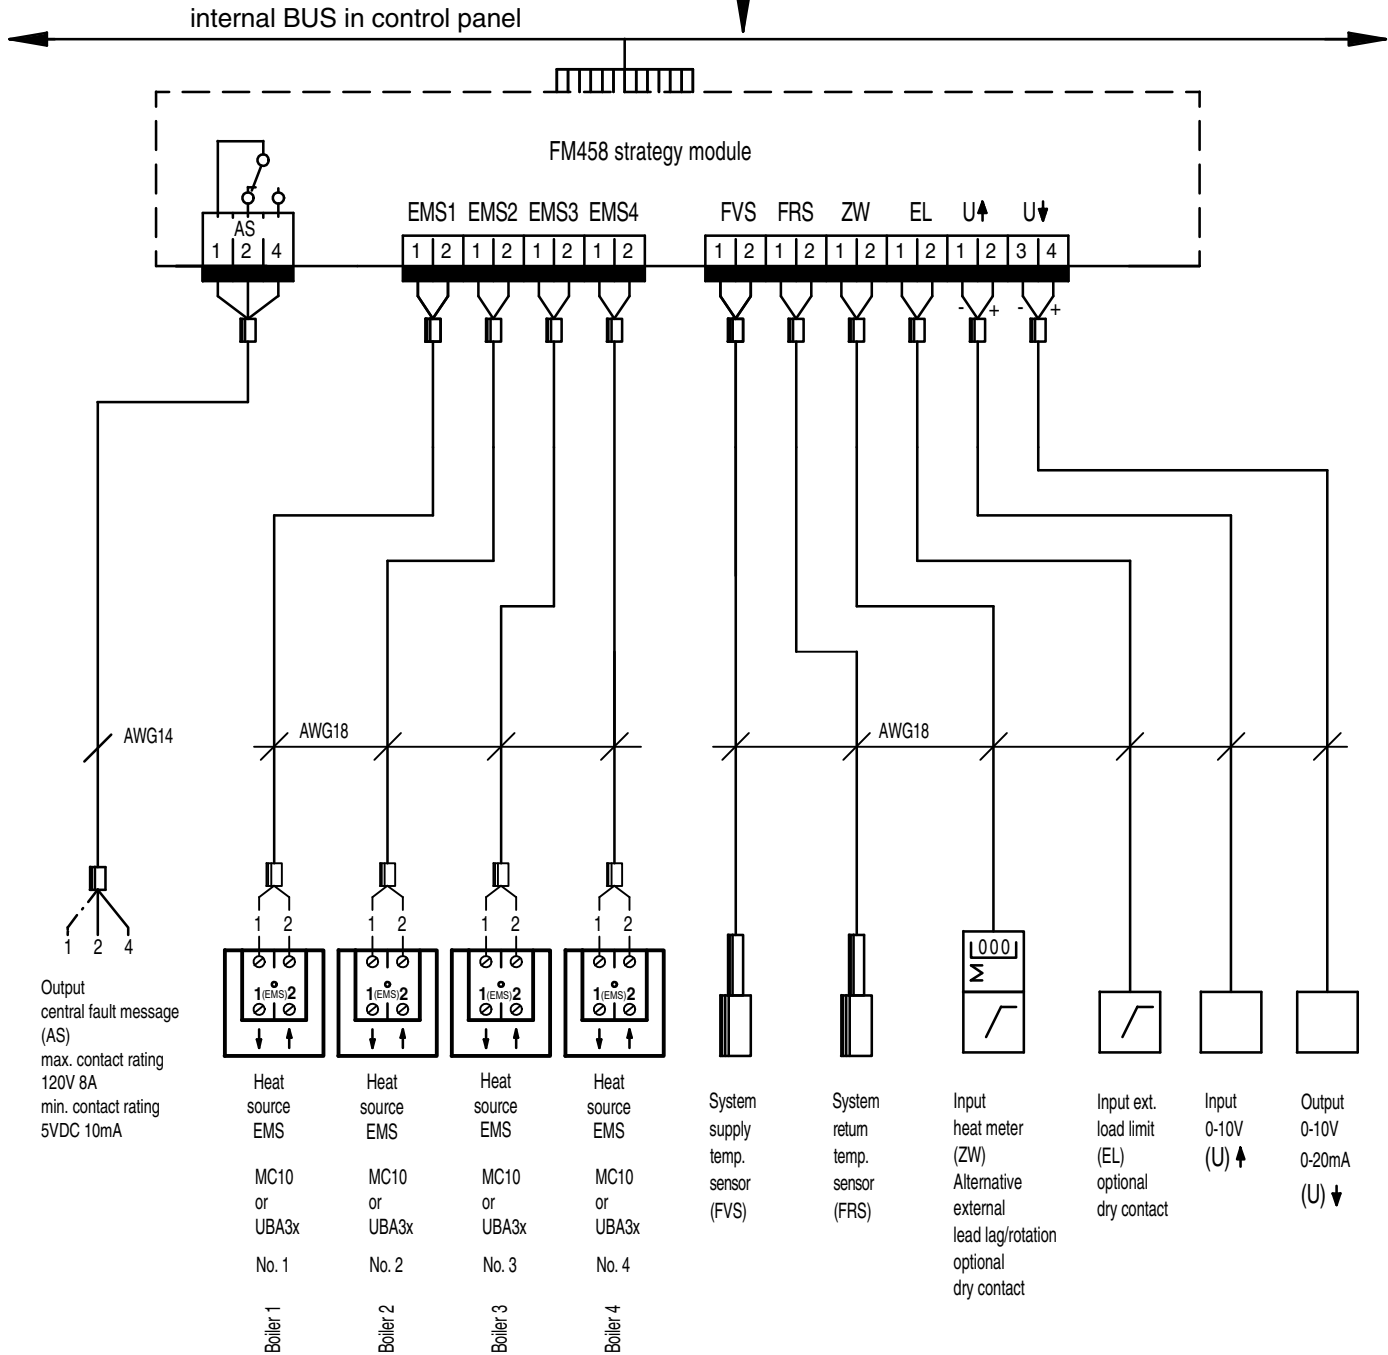 internal BUS in control panel
FM458 strategy module
AS
1 2 4
EMS1 EMS2 EMS3 EMS4
1 2 1 2 1 2 1 2
FVS FRS ZW EL U U
1 2 1 2 1 2 1 2 1 2 3 4
- + - +
AWG14
AWG18
AWG18
1 2 4
Output
central fault message
(AS)
max. contact rating
120V 8A
min. contact rating
5VDC 10mA
1 2
1(EMS)2
Heat
source
EMS
MC10
or
UBA3x
No. 1
Boiler 1
1 2
1(EMS)2
Heat
source
EMS
MC10
or
UBA3x
No. 2
Boiler 2
1 2
1(EMS)2
Heat
source
EMS
MC10
or
UBA3x
No. 3
Boiler 3
1 2
1(EMS)2
Heat
source
EMS
MC10
or
UBA3x
No. 4
Boiler 4
System
supply
temp.
sensor
(FVS)
System
return
temp.
sensor
(FRS)
000
Σ
Input
heat meter
(ZW)
Alternative
external
lead lag/rotation
optional
dry contact
Input ext.
load limit
(EL)
optional
dry contact
Input
0-10V
(U)
Output
0-10V
0-20mA
(U)